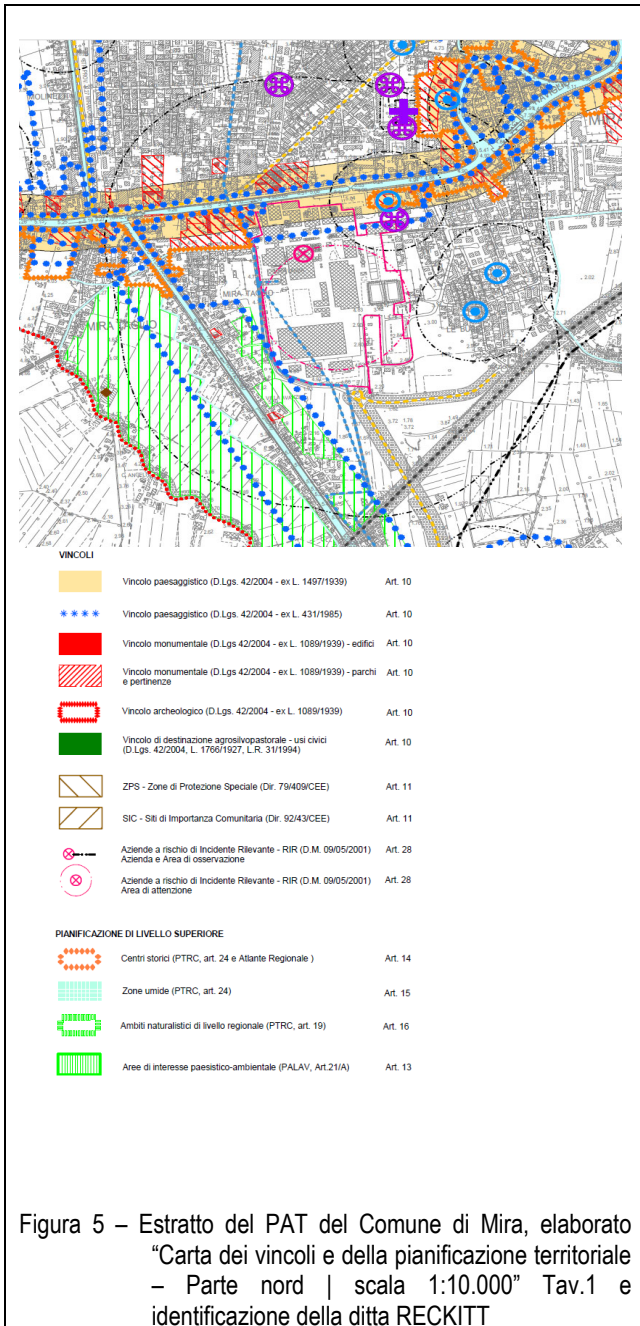 MIRA TAGLIO
MIRA TAGLIO
VINCOLI
Vincolo paesaggistico (D.Lgs. 42/2004 - ex L. 1497/1939) Art. 10
Vincolo paesaggistico (D.Lgs. 42/2004 - ex L. 431/1985) Art. 10
Vincolo monumentale (D.Lgs 42/2004 - ex L. 1089/1939) - edifici Art. 10
Vincolo monumentale (D.Lgs 42/2004 - ex L. 1089/1939) - parchi Art. 10
e pertinenze
Vincolo archeologico (D.Lgs. 42/2004 - ex L. 1089/1939) Art. 10
Vincolo di destinazione agrosilvopastorale - usi civici Art. 10
(D.Lgs. 42/2004, L. 1766/1927, L.R. 31/1994)
ZPS - Zone di Protezione Speciale (Dir. 79/409/CEE) Art. 11
SIC - Siti di Importanza Comunitaria (Dir. 92/43/CEE) Art. 11
Aziende a rischio di Incidente Rilevante - RIR (D.M. 09/05/2001) Art. 28
Azienda e Area di osservazione
Aziende a rischio di Incidente Rilevante - RIR (D.M. 09/05/2001) Art. 28
Area di attenzione
PIANIFICAZIONE DI LIVELLO SUPERIORE
Centri storici (PTRC, art. 24 e Atlante Regionale ) Art. 14
Zone umide (PTRC, art. 24) Art. 15
Ambiti naturalistici di livello regionale (PTRC, art. 19) Art. 16
Aree di interesse paesistico-ambientale (PALAV, Art.21/A) Art. 13
Figura 5 – Estratto del PAT del Comune di Mira, elaborato
“Carta dei vincoli e della pianificazione territoriale
– Parte nord | scala 1:10.000” Tav.1 e
identificazione della ditta RECKITT